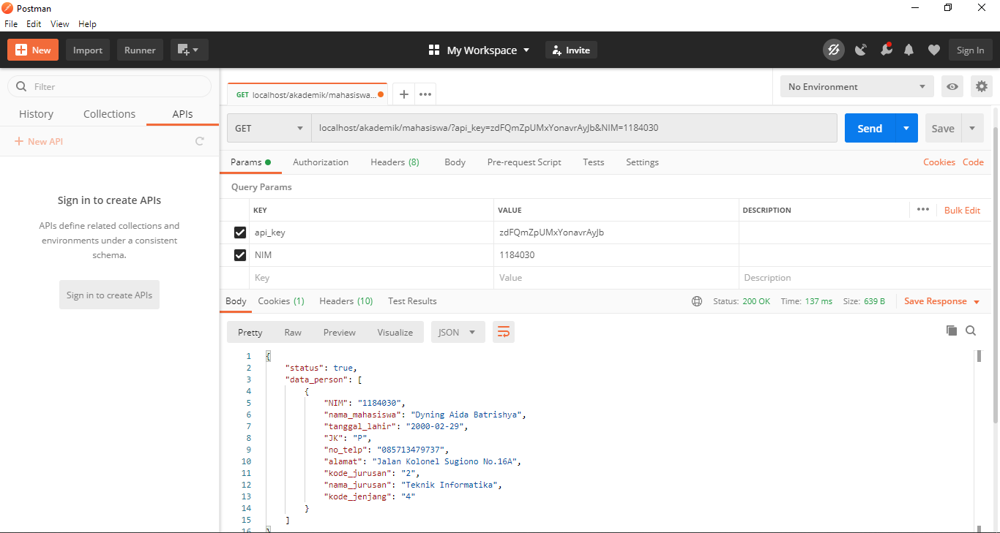 Postman
File Edit View Help
New Import Runner My Workspace Invite Sign In
Filter
History Collections APIs
New API
Sign in to create APIs
APIs define related collections and
environments under a consistent
schema.
Sign in to create APIs
GET localhost/akademik/mahasiswa...
No Environment
GET localhost/akademik/mahasiswa/?api_key=zdFQmZpUMxYonavrAyJb&NIM=1184030 Send Save
Params Authorization Headers (8) Body Pre-request Script Tests Settings Cookies Code
Query Params
KEY VALUE DESCRIPTION Bulk Edit
api_key zdFQmZpUMxYonavrAyJb
NIM 1184030
Key Value Description
Body Cookies (1) Headers (10) Test Results Status: 200 OK Time: 137 ms Size: 639 B Save Response
Pretty Raw Preview Visualize JSON
1 {
2 "status": true,
3 "data_person": [
4 {
5 "NIM": "1184030",
6 "nama_mahasiswa": "Dyning Aida Batrishya",
7 "tanggal_lahir": "2000-02-29",
8 "JK": "P",
9 "no_telp": "085713479737",
10 "alamat": "Jalan Kolonel Sugiono No.16A",
11 "kode_jurusan": "2",
12 "nama_jurusan": "Teknik Informatika",
13 "kode_jenjang": "4"
14 }
15 ]
16 }